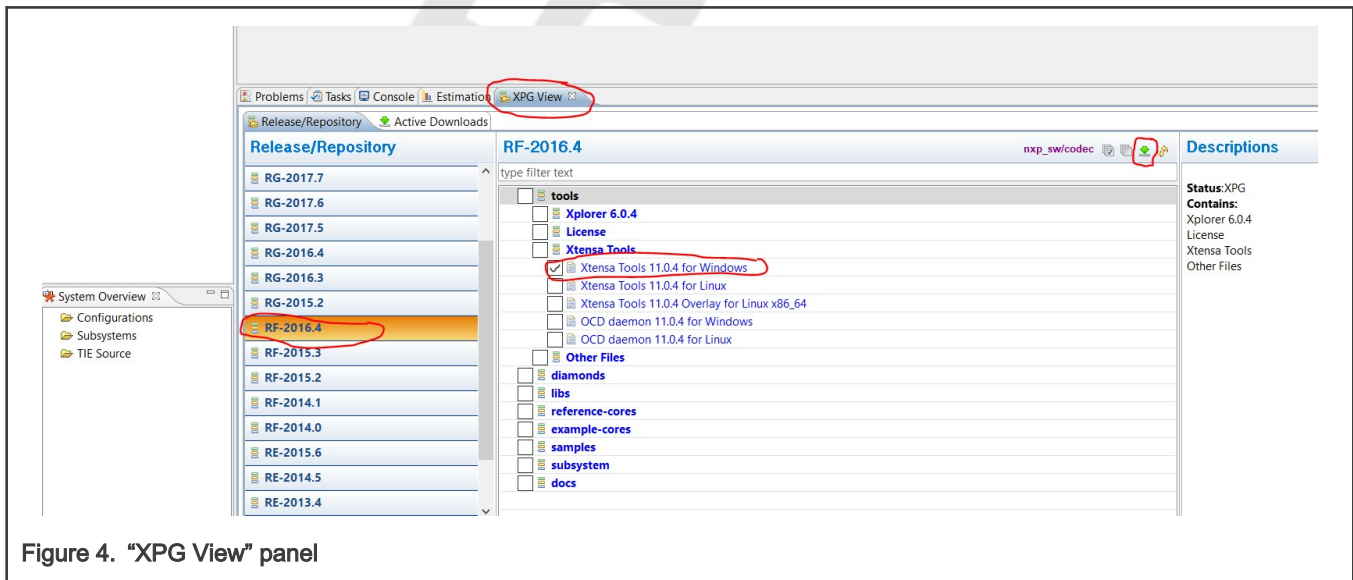 Problems Tasks Console Estimation XPG View
Release/Repository Active Downloads
Release/Repository
RG-2017.7
RG-2017.6
RG-2017.5
RG-2016.4
RG-2016.3
RG-2015.2
RF-2016.4
RF-2015.3
RF-2015.2
RF-2014.1
RF-2014.0
RE-2015.6
RE-2014.5
RE-2013.4
System Overview
Configurations
Subsystems
TIE Source
RF-2016.4 nxp_sw/codec
type filter text
tools
Xplorer 6.0.4
License
Xtensa Tools
Xtensa Tools 11.0.4 for Windows
Xtensa Tools 11.0.4 for Linux
Xtensa Tools 11.0.4 Overlay for Linux x86_64
OCD daemon 11.0.4 for Windows
OCD daemon 11.0.4 for Linux
Other Files
diamonds
libs
reference-cores
example-cores
samples
subsystem
docs
Descriptions
Status:XPG
Contains:
Xplorer 6.0.4
License
Xtensa Tools
Other Files
Figure 4. “XPG View” panel